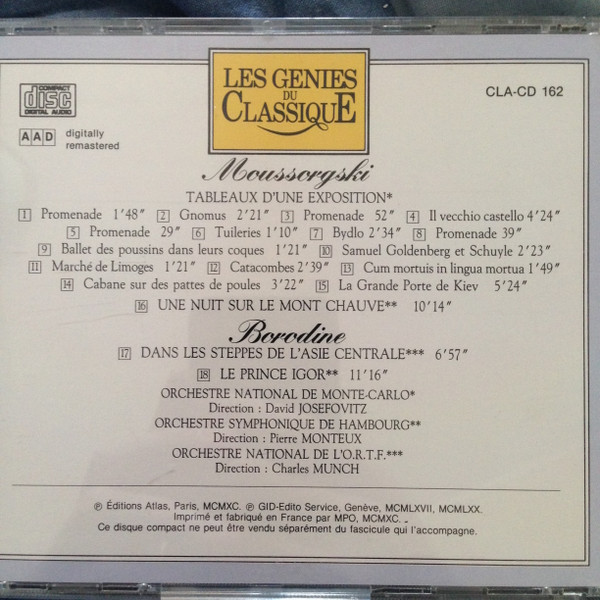 LES GENIES
DU
CLASSIQUE
CLA-CD 162
COMPACT
disc
DIGITAL AUDIO
AAD digitally
remastered
Moussorgski
TABLEAUX D'UNE EXPOSITION*
1 Promenade 1'48" 2 Gnomus 2'21" 3 Promenade 52" 4 Il vecchio castello 4'24"
5 Promenade 29" 6 Tuileries 1'10" 7 Bydlo 2'34" 8 Promenade 39"
9 Ballet des poussins dans leurs coques 1'21" 10 Samuel Goldenberg et Schuyle 2'23"
11 Marché de Limoges 1'21" 12 Catacombes 2'39" 13 Cum mortuis in lingua mortua 1'49"
14 Cabane sur des pattes de poules 3'22" 15 La Grande Porte de Kiev 5'24"
16 UNE NUIT SUR LE MONT CHAUVE** 10'14"
Borodine
17 DANS LES STEPPES DE L'ASIE CENTRALE*** 6'57"
18 LE PRINCE IGOR** 11'16"
ORCHESTRE NATIONAL DE MONTE-CARLO*
Direction : David JOSEFOVITZ
ORCHESTRE SYMPHONIQUE DE HAMBOURG**
Direction : Pierre MONTEUX
ORCHESTRE NATIONAL DE L'O.R.T.F.***
Direction : Charles MUNCH
℗ Éditions Atlas, Paris, MCMXC. ℗ GID-Edito Service, Genève, MCMLXVII, MCMLXX.
Imprimé et fabriqué en France par MPO, MCMXC.
Ce disque compact ne peut être vendu séparément du fascicule qui l'accompagne.